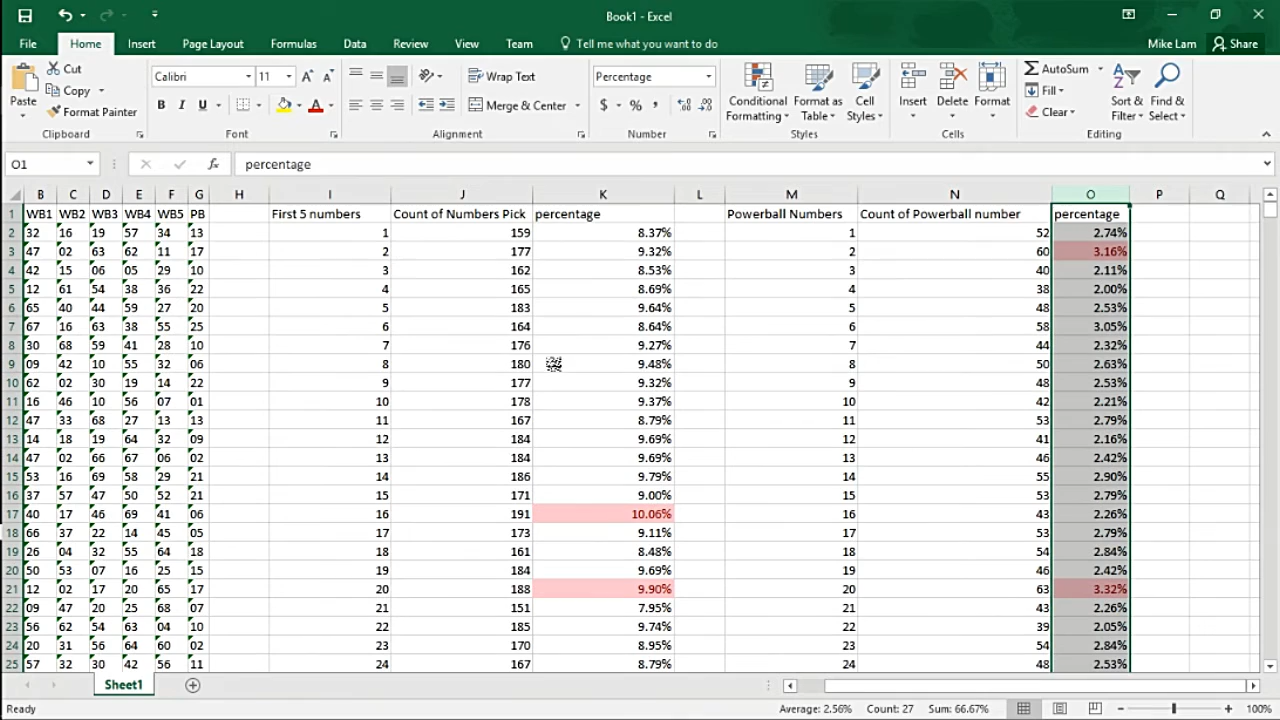 Book1 - Excel
File Home Insert Page Layout Formulas Data Review View Team Tell me what you want to do Mike Lam Share
Cut
Copy
Paste
Format Painter
Clipboard
Calibri 11
B I U
Font
Wrap Text
Merge & Center
Alignment
Percentage
$ % ,
Number
Conditional Formatting
Format as Table
Cell Styles
Styles
Insert
Delete
Format
Cells
AutoSum
Fill
Clear
Sort & Filter
Find & Select
Editing
O1 fx percentage
B C D E F G H I J K L M N O P Q
1 WB1 WB2 WB3 WB4 WB5 PB First 5 numbers Count of Numbers Pick percentage Powerball Numbers Count of Powerball number percentage
2 32 16 19 57 34 13 1 159 8.37% 1 52 2.74%
3 47 02 63 62 11 17 2 177 9.32% 2 60 3.16%
4 42 15 06 05 29 10 3 162 8.53% 3 40 2.11%
5 12 61 54 38 36 22 4 165 8.69% 4 38 2.00%
6 65 40 44 59 27 20 5 183 9.64% 5 48 2.53%
7 67 16 63 38 55 25 6 164 8.64% 6 58 3.05%
8 30 68 59 41 28 10 7 176 9.27% 7 44 2.32%
9 09 42 10 55 32 06 8 180 9.48% 8 50 2.63%
10 62 02 30 19 14 22 9 177 9.32% 9 48 2.53%
11 16 46 10 56 07 01 10 178 9.37% 10 42 2.21%
12 47 33 68 27 13 13 11 167 8.79% 11 53 2.79%
13 14 18 19 64 32 09 12 184 9.69% 12 41 2.16%
14 47 02 66 67 06 02 13 184 9.69% 13 46 2.42%
15 53 16 69 58 29 21 14 186 9.79% 14 55 2.90%
16 37 57 47 50 52 21 15 171 9.00% 15 53 2.79%
17 40 17 46 69 41 06 16 191 10.06% 16 43 2.26%
18 66 37 22 14 45 05 17 173 9.11% 17 53 2.79%
19 26 04 32 55 64 18 18 161 8.48% 18 54 2.84%
20 50 53 07 16 25 15 19 184 9.69% 19 46 2.42%
21 12 02 17 20 65 17 20 188 9.90% 20 63 3.32%
22 09 47 20 25 68 07 21 151 7.95% 21 43 2.26%
23 56 62 54 63 04 10 22 185 9.74% 22 39 2.05%
24 20 31 56 64 60 02 23 170 8.95% 23 54 2.84%
25 57 32 30 42 56 11 24 167 8.79% 24 48 2.53%
Sheet1
Ready Average: 2.56% Count: 27 Sum: 66.67% 100%